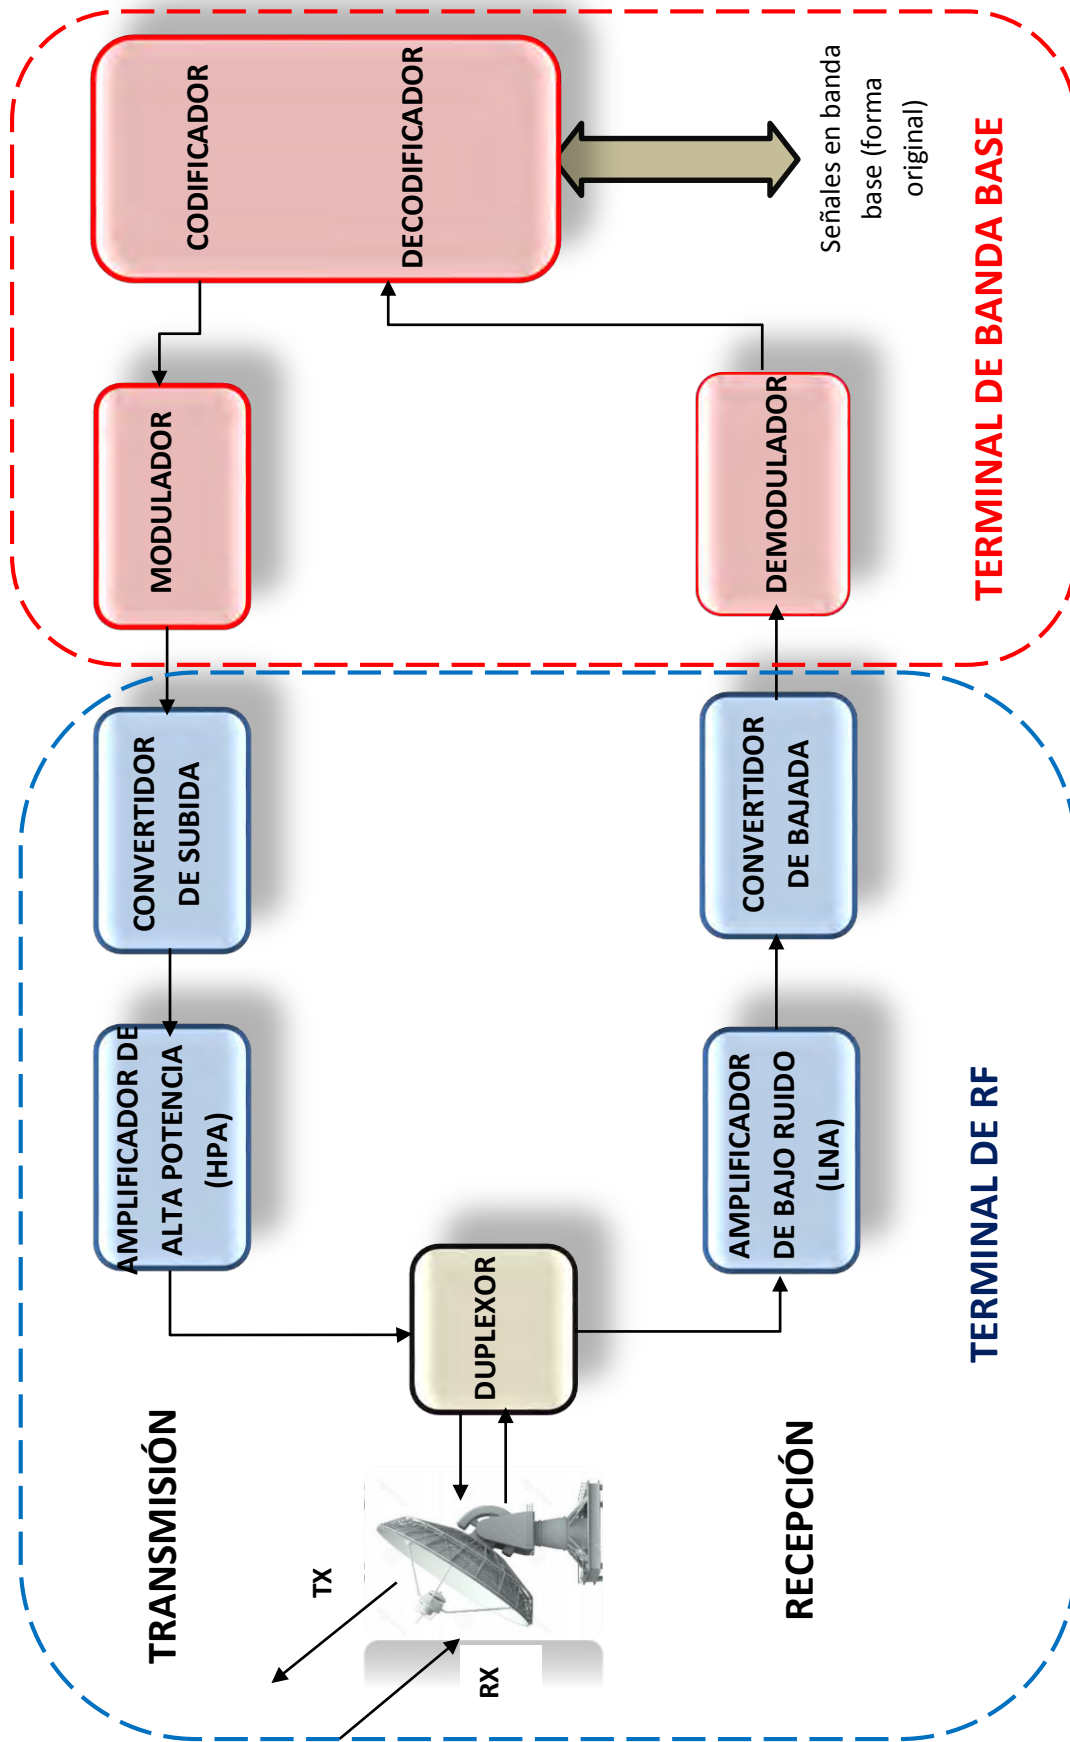 TRANSMISIÓN
AMPLIFICADOR DE
ALTA POTENCIA
(HPA)
CONVERTIDOR
DE SUBIDA
MODULADOR
CODIFICADOR
DECODIFICADOR
TX
RX
DUPLEXOR
RECEPCIÓN
AMPLIFICADOR
DE BAJO RUIDO
(LNA)
CONVERTIDOR
DE BAJADA
DEMODULADOR
Señales en banda
base (forma
original)
TERMINAL DE RF
TERMINAL DE BANDA BASE